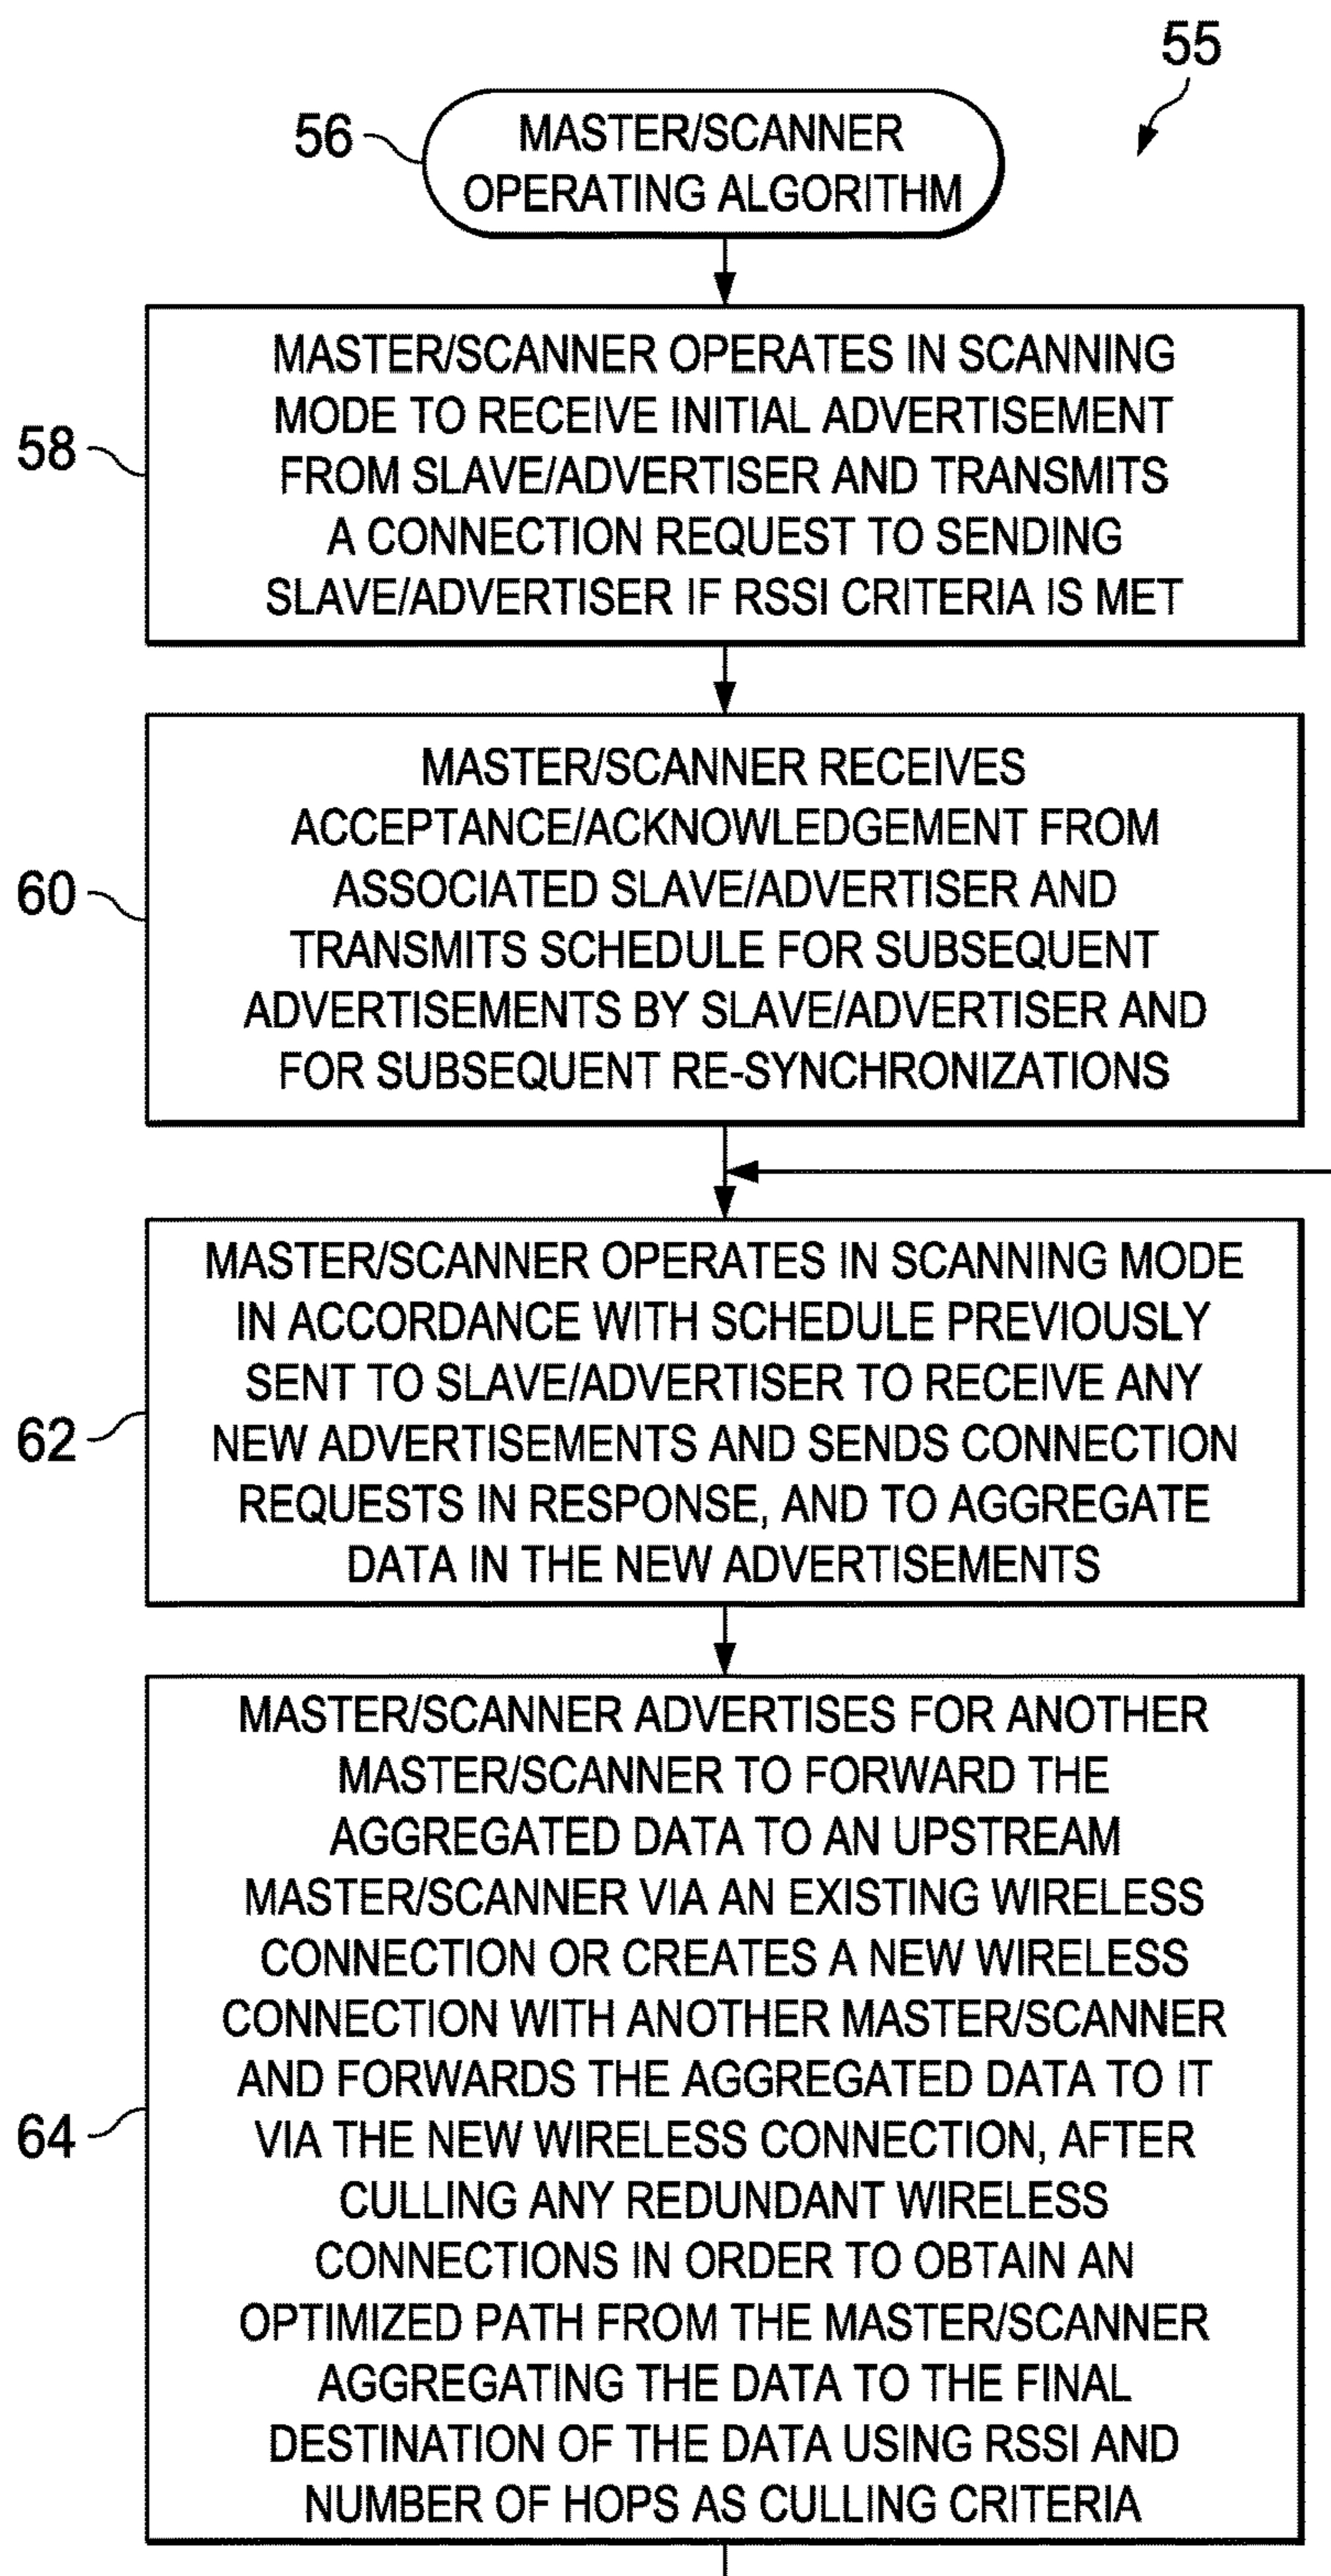 55
56
MASTER/SCANNER
OPERATING ALGORITHM
58
MASTER/SCANNER OPERATES IN SCANNING
MODE TO RECEIVE INITIAL ADVERTISEMENT
FROM SLAVE/ADVERTISER AND TRANSMITS
A CONNECTION REQUEST TO SENDING
SLAVE/ADVERTISER IF RSSI CRITERIA IS MET
60
MASTER/SCANNER RECEIVES
ACCEPTANCE/ACKNOWLEDGEMENT FROM
ASSOCIATED SLAVE/ADVERTISER AND
TRANSMITS SCHEDULE FOR SUBSEQUENT
ADVERTISEMENTS BY SLAVE/ADVERTISER AND
FOR SUBSEQUENT RE-SYNCHRONIZATIONS
62
MASTER/SCANNER OPERATES IN SCANNING MODE
IN ACCORDANCE WITH SCHEDULE PREVIOUSLY
SENT TO SLAVE/ADVERTISER TO RECEIVE ANY
NEW ADVERTISEMENTS AND SENDS CONNECTION
REQUESTS IN RESPONSE, AND TO AGGREGATE
DATA IN THE NEW ADVERTISEMENTS
64
MASTER/SCANNER ADVERTISES FOR ANOTHER
MASTER/SCANNER TO FORWARD THE
AGGREGATED DATA TO AN UPSTREAM
MASTER/SCANNER VIA AN EXISTING WIRELESS
CONNECTION OR CREATES A NEW WIRELESS
CONNECTION WITH ANOTHER MASTER/SCANNER
AND FORWARDS THE AGGREGATED DATA TO IT
VIA THE NEW WIRELESS CONNECTION, AFTER
CULLING ANY REDUNDANT WIRELESS
CONNECTIONS IN ORDER TO OBTAIN AN
OPTIMIZED PATH FROM THE MASTER/SCANNER
AGGREGATING THE DATA TO THE FINAL
DESTINATION OF THE DATA USING RSSI AND
NUMBER OF HOPS AS CULLING CRITERIA